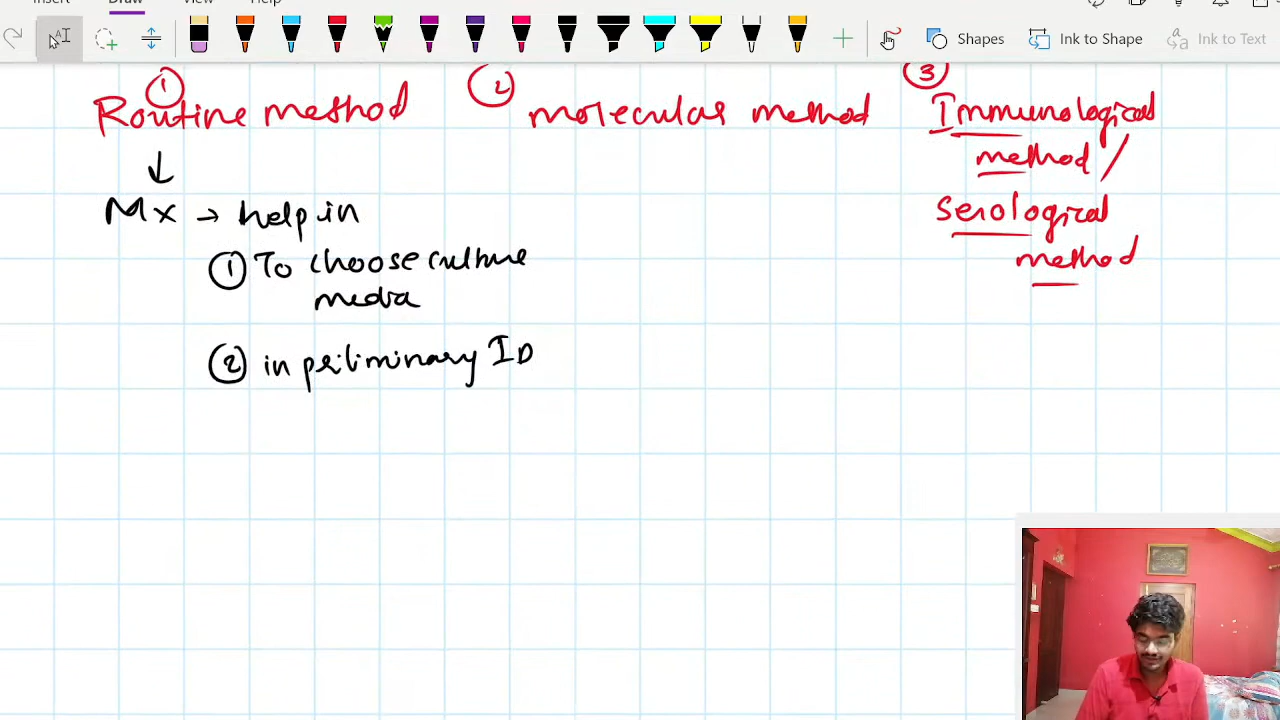 Insert Draw View Help
Shapes Ink to Shape Ink to Text
① ② ③
Routine method molecular method Immunological
method /
serological
method
↓
Mx → help in
① To choose culture
media
② in preliminary ID